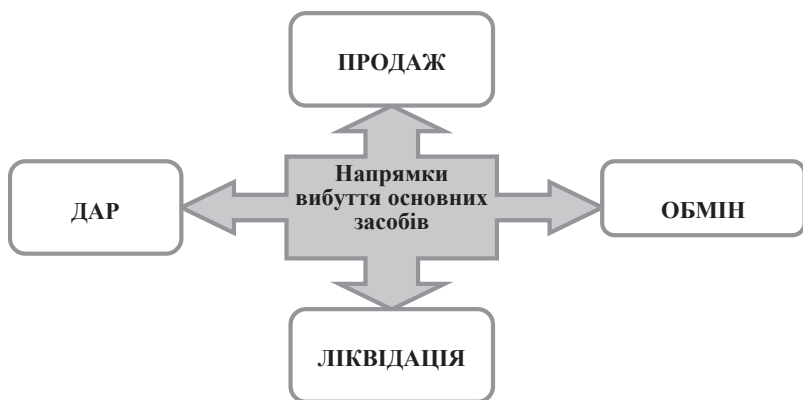 ПРОДАЖ
Напрямки
вибуття основних
засобів
ДАР
ОБМІН
ЛІКВІДАЦІЯ